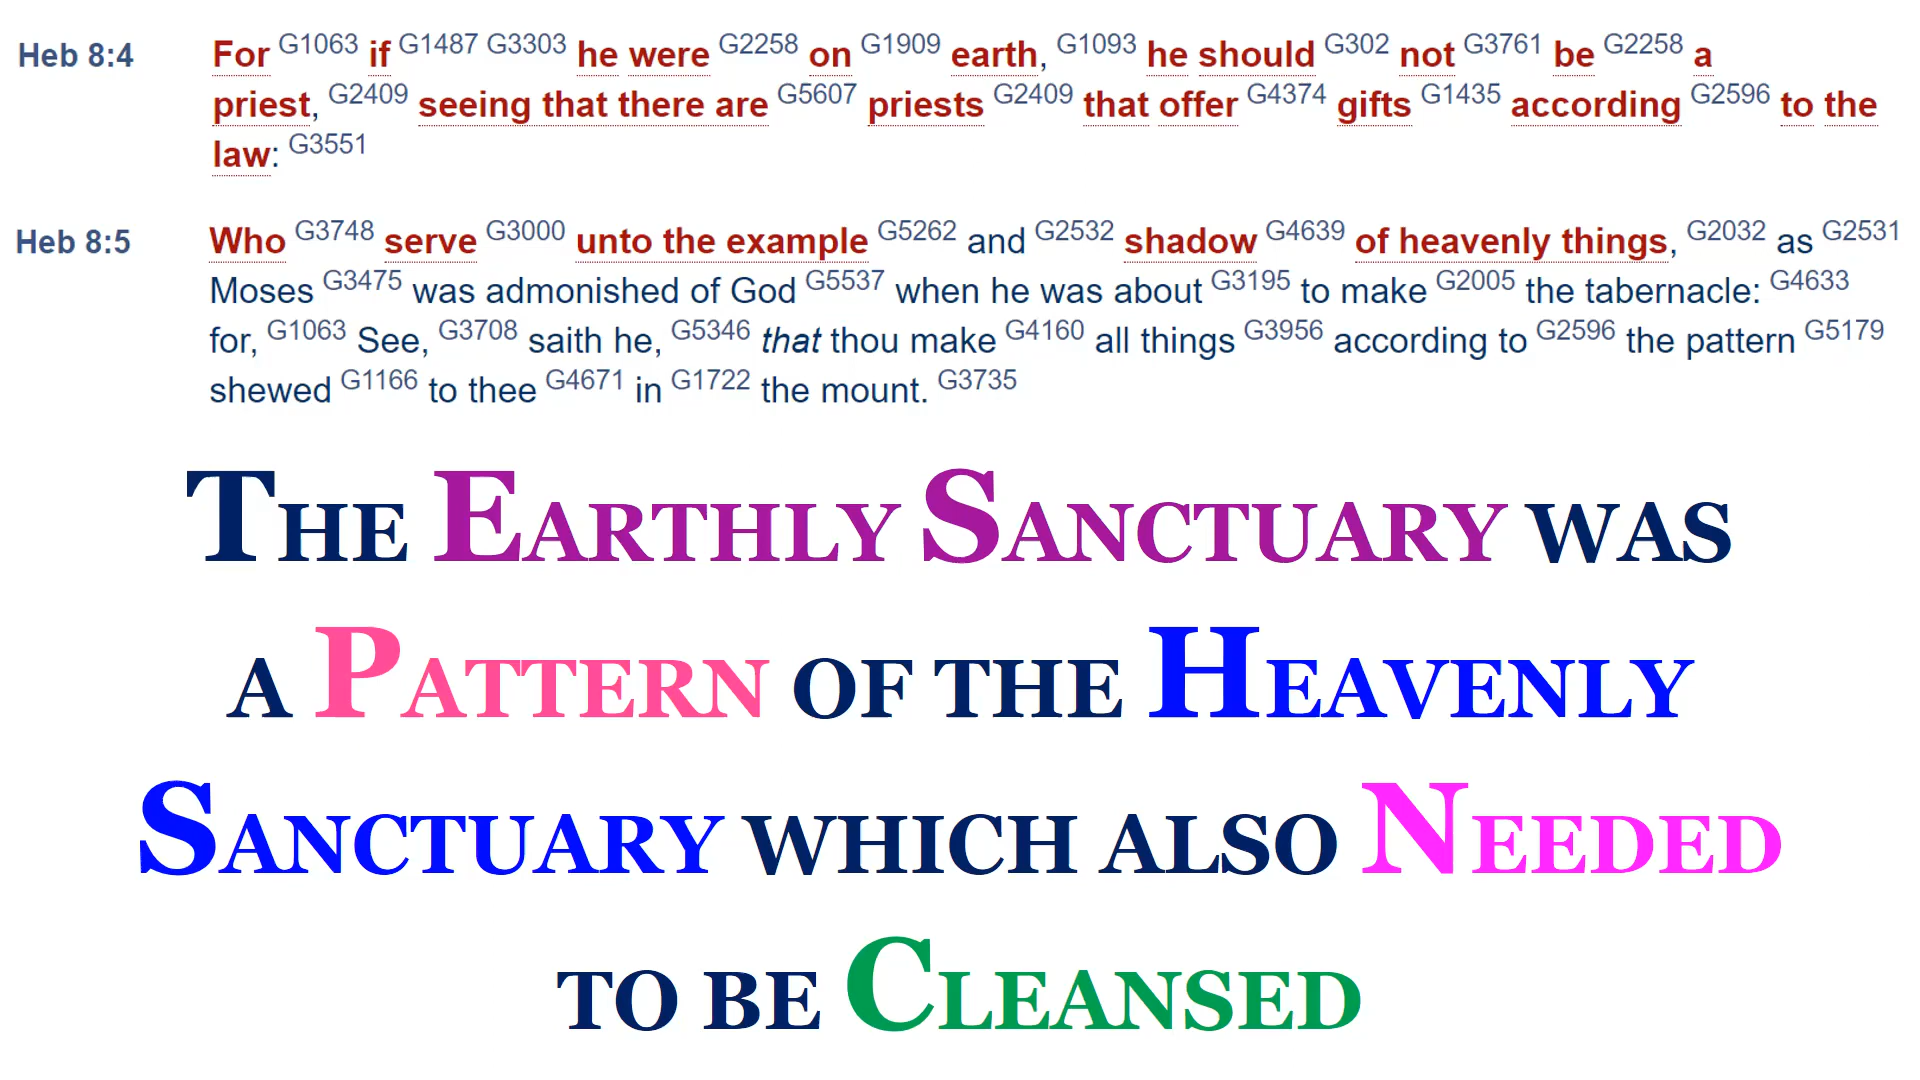 Heb 8:4 For G1063 if G1487 G3303 he were G2258 on G1909 earth, G1093 he should G302 not G3761 be G2258 a
priest, G2409 seeing that there are G5607 priests G2409 that offer G4374 gifts G1435 according G2596 to the
law: G3551
Heb 8:5 Who G3748 serve G3000 unto the example G5262 and G2532 shadow G4639 of heavenly things, G2032 as G2531
Moses G3475 was admonished of God G5537 when he was about G3195 to make G2005 the tabernacle: G4633
for, G1063 See, G3708 saith he, G5346 that thou make G4160 all things G3956 according to G2596 the pattern G5179
shewed G1166 to thee G4671 in G1722 the mount. G3735
The Earthly Sanctuary was
a Pattern of the Heavenly
Sanctuary which also Needed
to be Cleansed